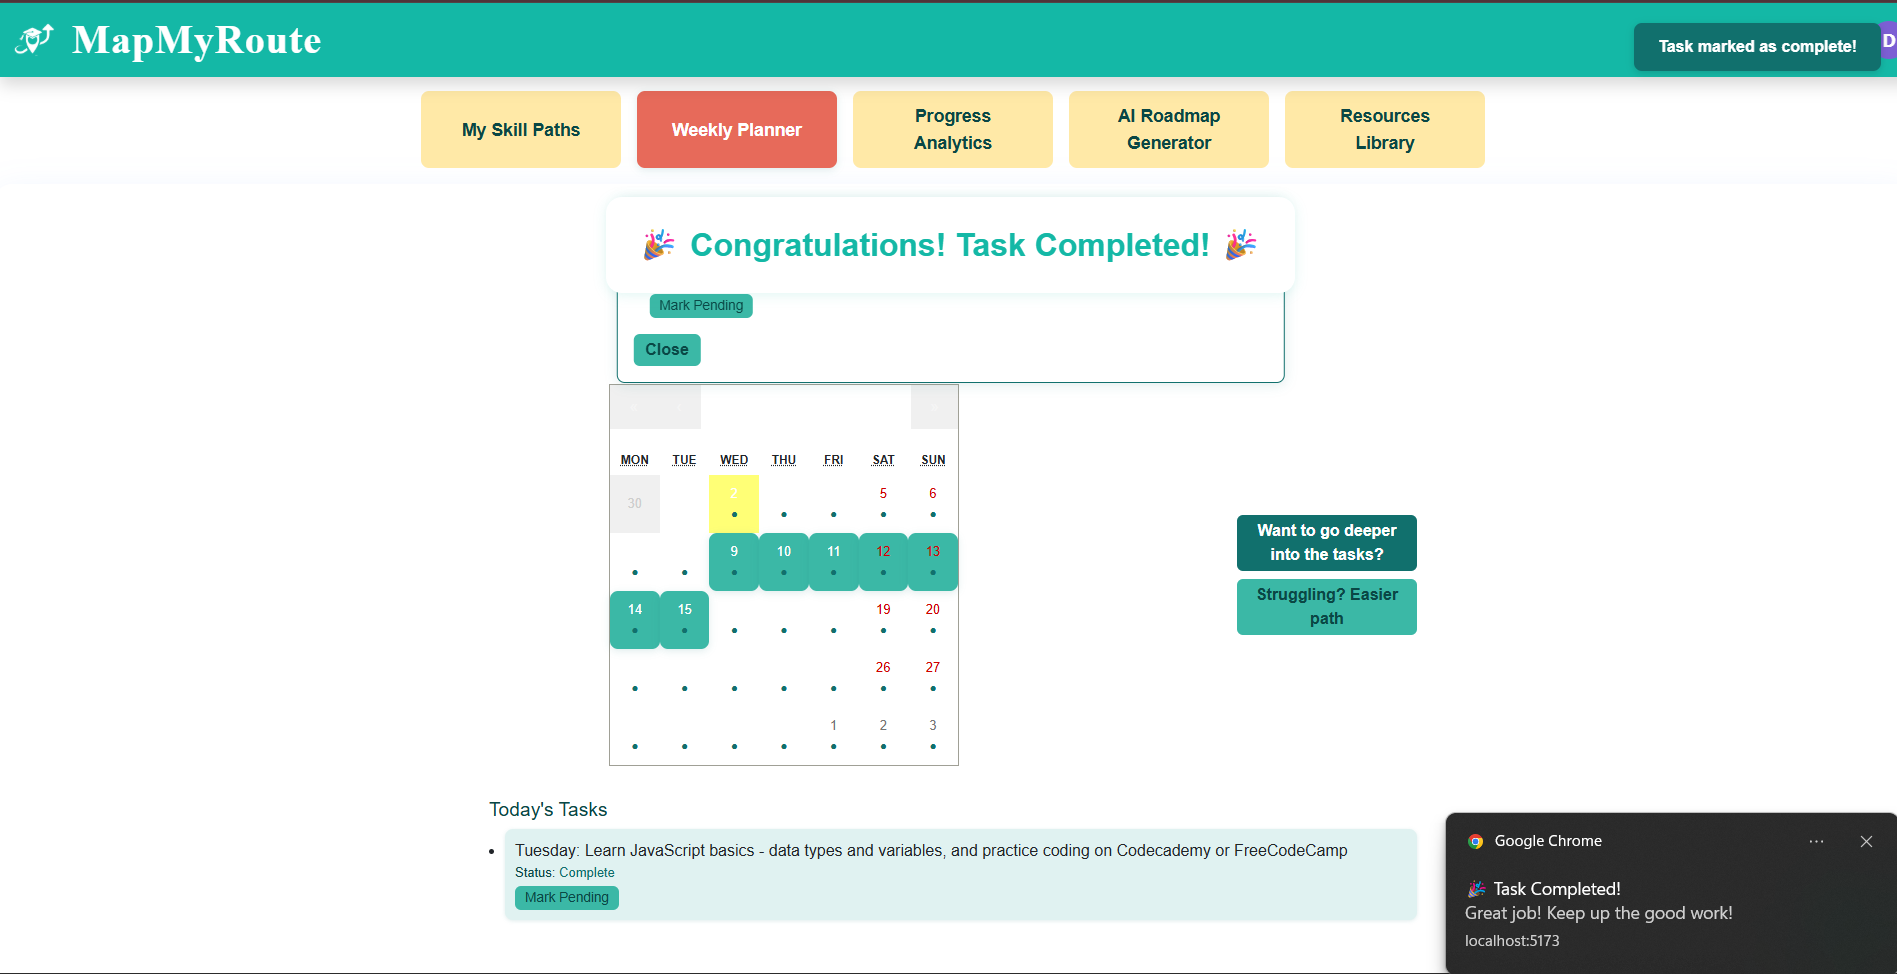 MapMyRoute
Task marked as complete!
D
My Skill Paths
Weekly Planner
Progress
Analytics
AI Roadmap
Generator
Resources
Library
🎉 Congratulations! Task Completed! 🎉
Mark Pending
Close
MON TUE WED THU FRI SAT SUN
30 2 5 6
9 10 11 12 13
14 15 19 20
26 27
1 2 3
Want to go deeper
into the tasks?
Struggling? Easier
path
Today's Tasks
Tuesday: Learn JavaScript basics - data types and variables, and practice coding on Codecademy or FreeCodeCamp
Status: Complete
Mark Pending
Google Chrome
🎉 Task Completed!
Great job! Keep up the good work!
localhost:5173